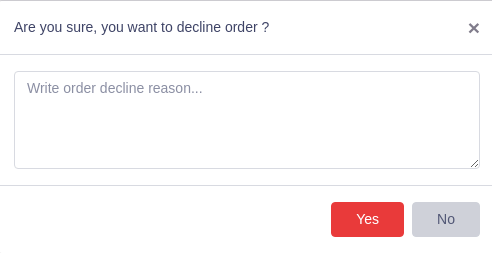 Are you sure, you want to decline order ?
×
Write order decline reason...
Yes
No